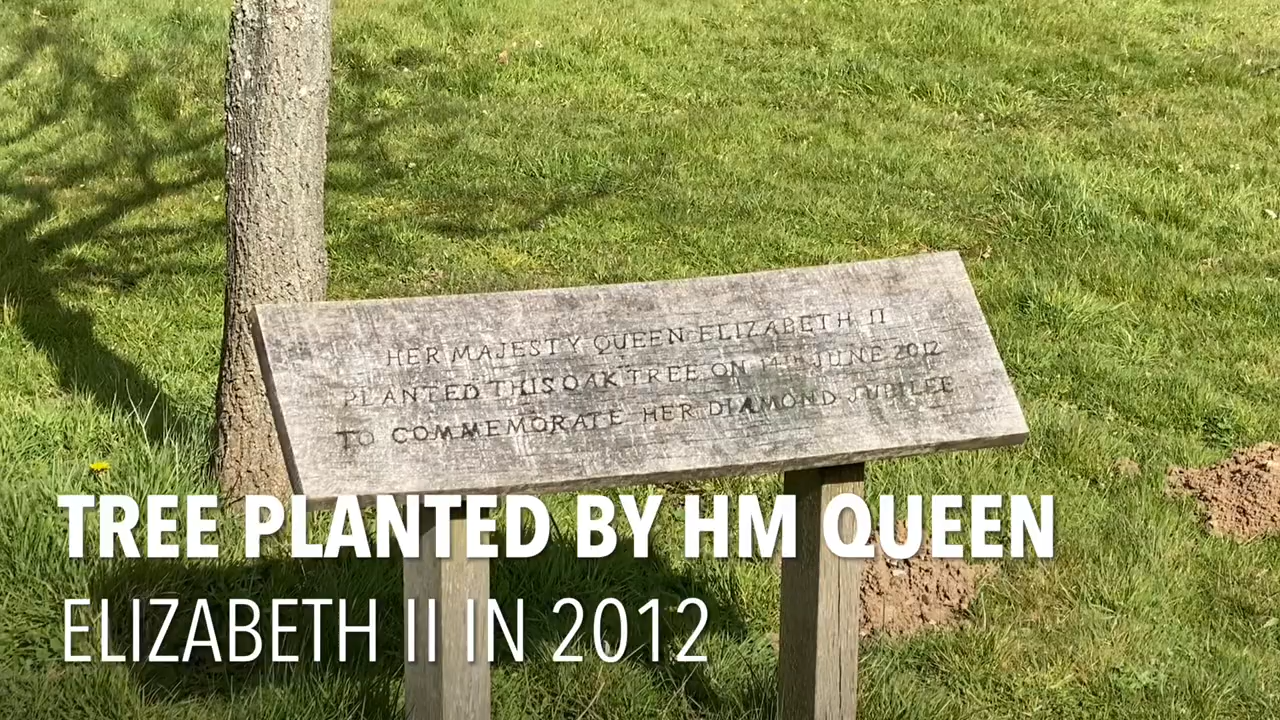 HER MAJESTY QUEEN ELIZABETH II
PLANTED THIS OAK TREE ON 14TH JUNE 2012
TO COMMEMORATE HER DIAMOND JUBILEE
TREE PLANTED BY HM QUEEN
ELIZABETH II IN 2012